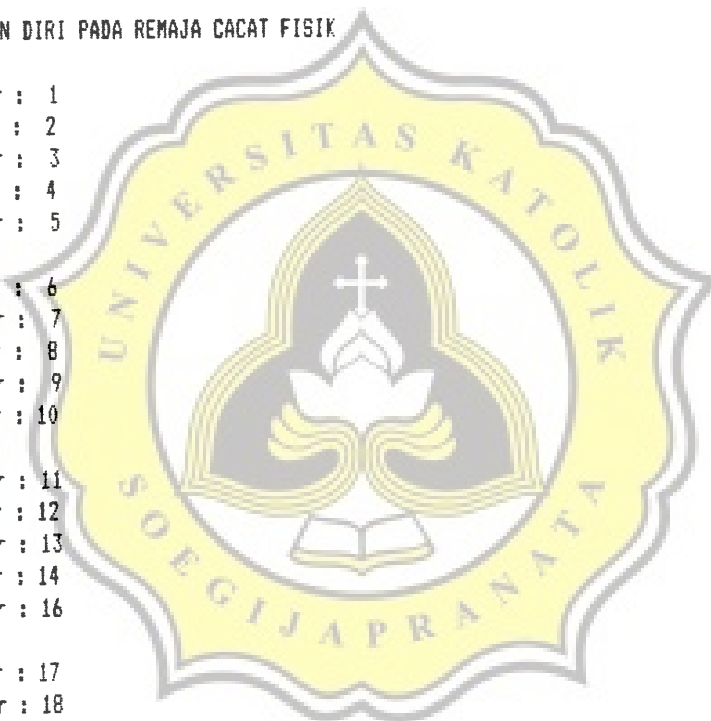 N DIRI PADA REMAJA CACAT FISIK
r : 1
: 2
r : 3
: 4
r : 5
: 6
r : 7
r : 8
r : 9
r : 10
r : 11
r : 12
r : 13
r : 14
r : 16
r : 17
r : 18
UNIVERSITAS KATOLIK
SOEGIJAPRANATA